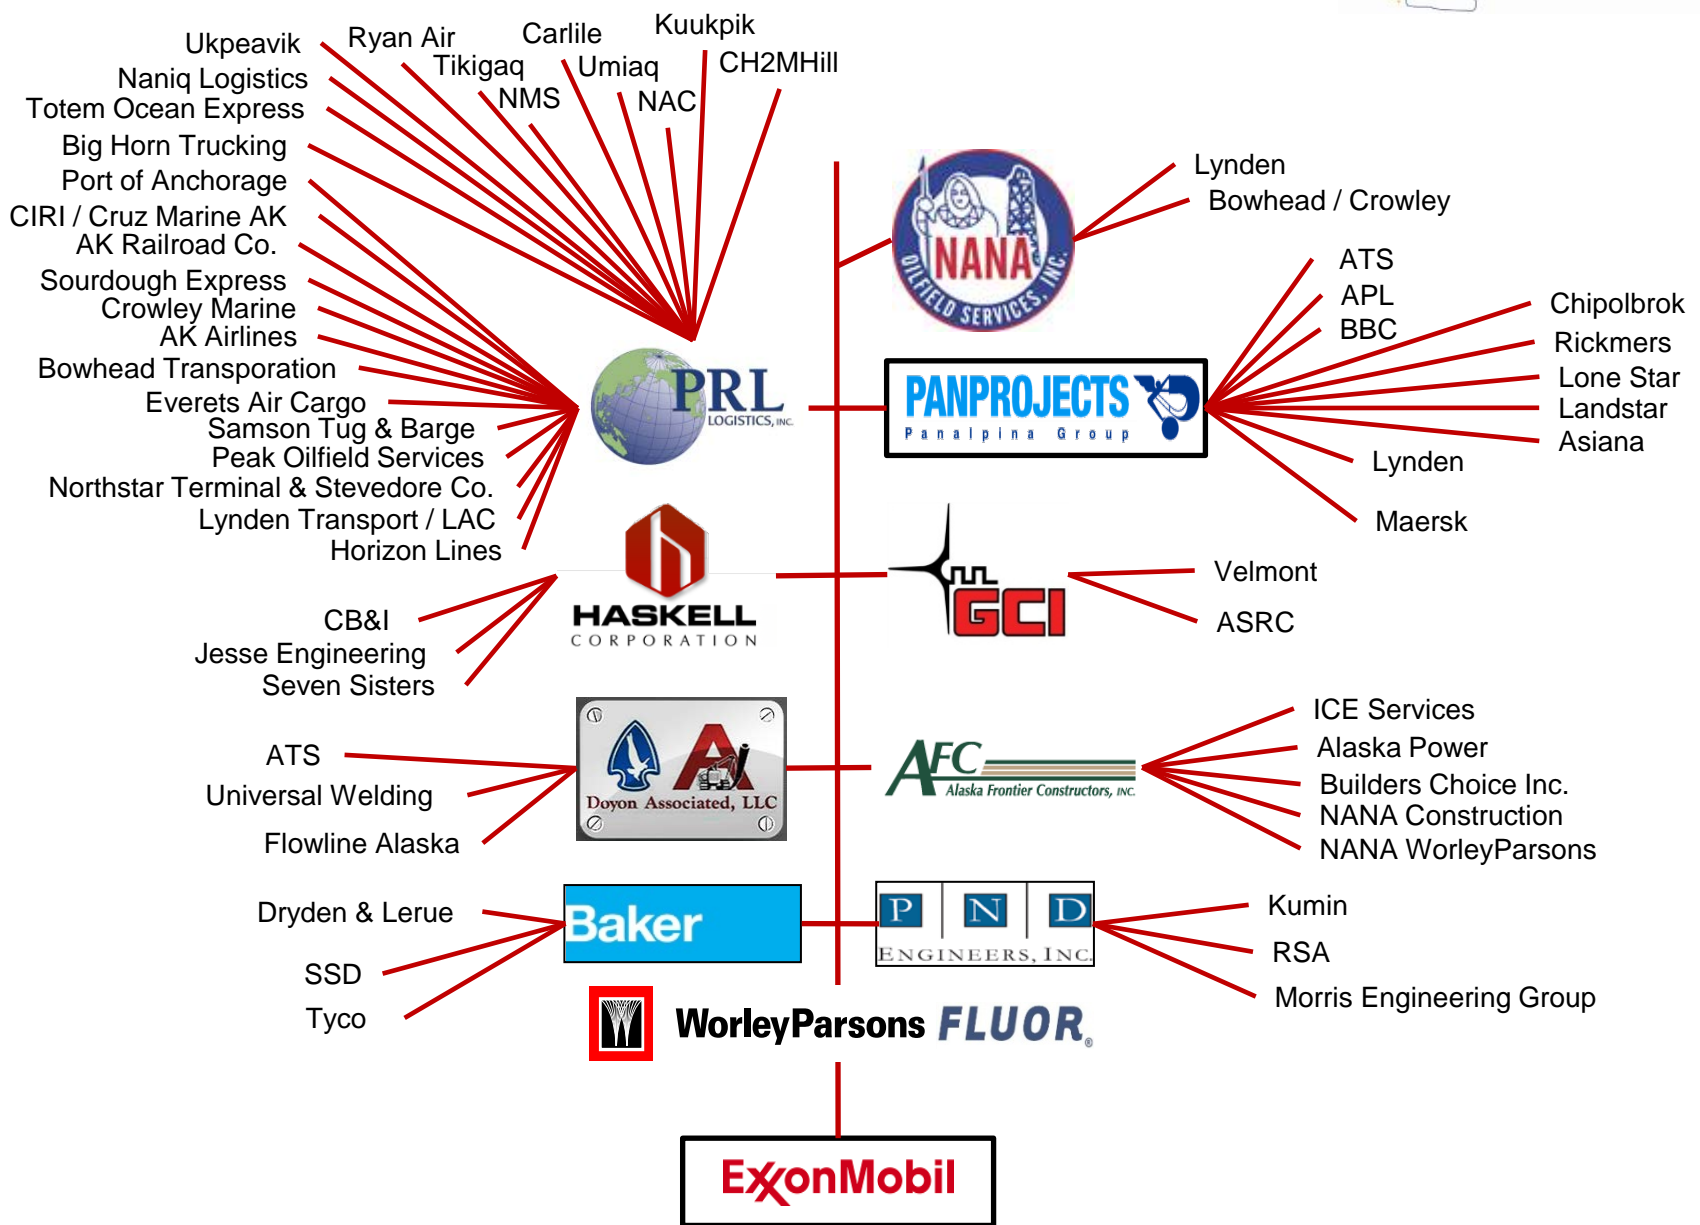 Ukpeavik
Ryan Air
Carlile
Kuukpik
Naniq Logistics
Tikigaq
Umiaq
CH2MHill
Totem Ocean Express
NMS
NAC
Big Horn Trucking
Port of Anchorage
CIRI / Cruz Marine AK
AK Railroad Co.
Sourdough Express
Crowley Marine
AK Airlines
Bowhead Transporation
Everets Air Cargo
Samson Tug & Barge
Peak Oilfield Services
Northstar Terminal & Stevedore Co.
Lynden Transport / LAC
Horizon Lines
PRL
LOGISTICS, INC.
NANA
OILFIELD SERVICES, INC.
Lynden
Bowhead / Crowley
PANPROJECTS
Panalpina Group
ATS
APL
BBC
Chipolbrok
Rickmers
Lone Star
Landstar
Asiana
Lynden
Maersk
HASKELL
CORPORATION
CB&I
Jesse Engineering
Seven Sisters
GCI
Velmont
ASRC
Doyon Associated, LLC
ATS
Universal Welding
Flowline Alaska
AFC
Alaska Frontier Constructors, INC.
ICE Services
Alaska Power
Builders Choice Inc.
NANA Construction
NANA WorleyParsons
Baker
Dryden & Lerue
SSD
Tyco
P N D
ENGINEERS, INC.
Kumin
RSA
Morris Engineering Group
WorleyParsons
FLUOR®
ExxonMobil